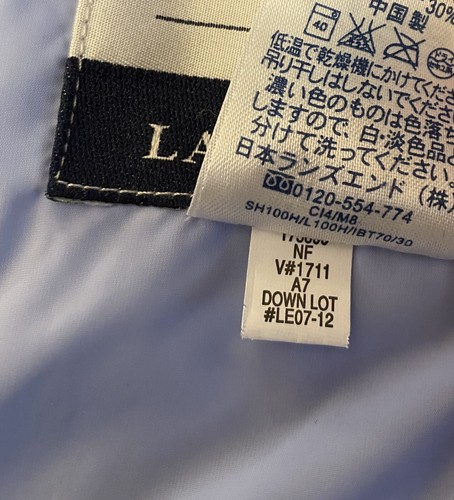 30%
中国製
40
低温で乾燥機にかけてくだ
吊り干しはしないでくださ
濃い色のものは色落
しますので、白・淡色品と
分けて洗ってください。
日本ランズエンド (株)
0120-554-774
CI4/M8
SH100H/L100H/IBT70/30
LA
NF
V#1711
A7
DOWN LOT
#LE07-12